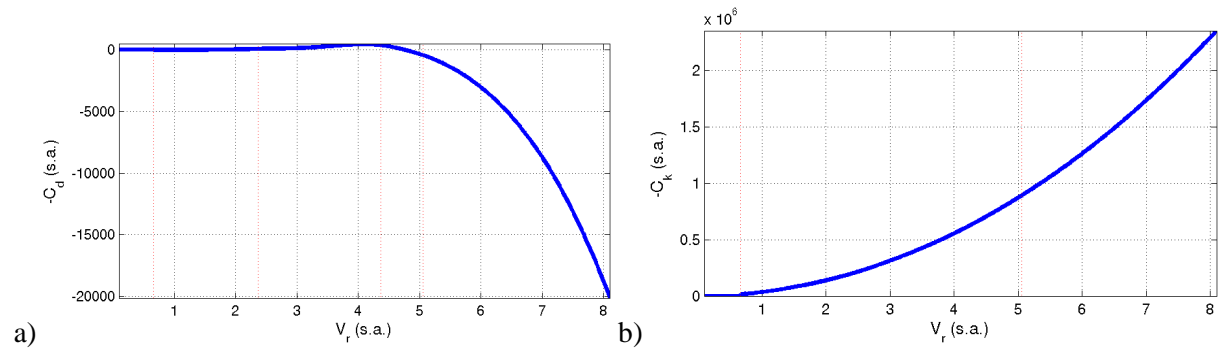 a)
-C_d (s.a.)
0
-5000
-10000
-15000
-20000
1 2 3 4 5 6 7 8
V_r (s.a.)
b)
x 10^6
-C_k (s.a.)
2
1.5
1
0.5
0
1 2 3 4 5 6 7 8
V_r (s.a.)